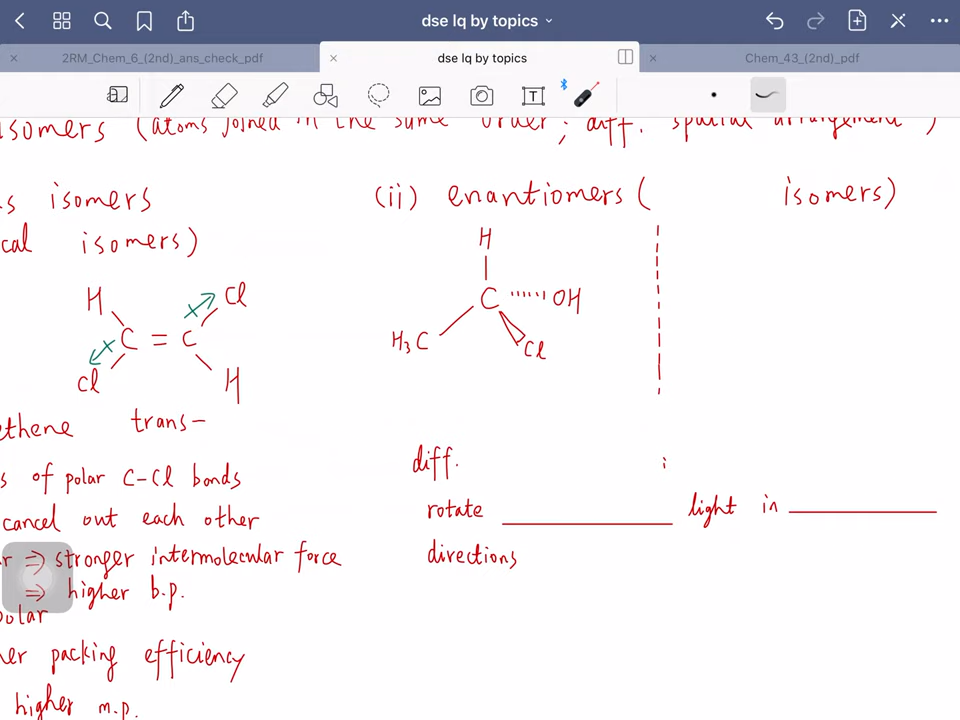 dse lq by topics
2RM_Chem_6_(2nd)_ans_check_pdf
dse lq by topics
Chem_43_(2nd)_pdf
T
isomers (atoms joined in the same order ; diff. spatial arrangement)
isomers
cal isomers)
H Cl
C = C
Cl H
ethene trans-
s of polar C-Cl bonds
cancel out each other
r ⇒ stronger intermolecular force
⇒ higher b.p.
polar
er packing efficiency
higher m.p.
(ii) enantiomers ( isomers)
H
C OH
H3C Cl
diff. ;
rotate ________ light in ________
directions